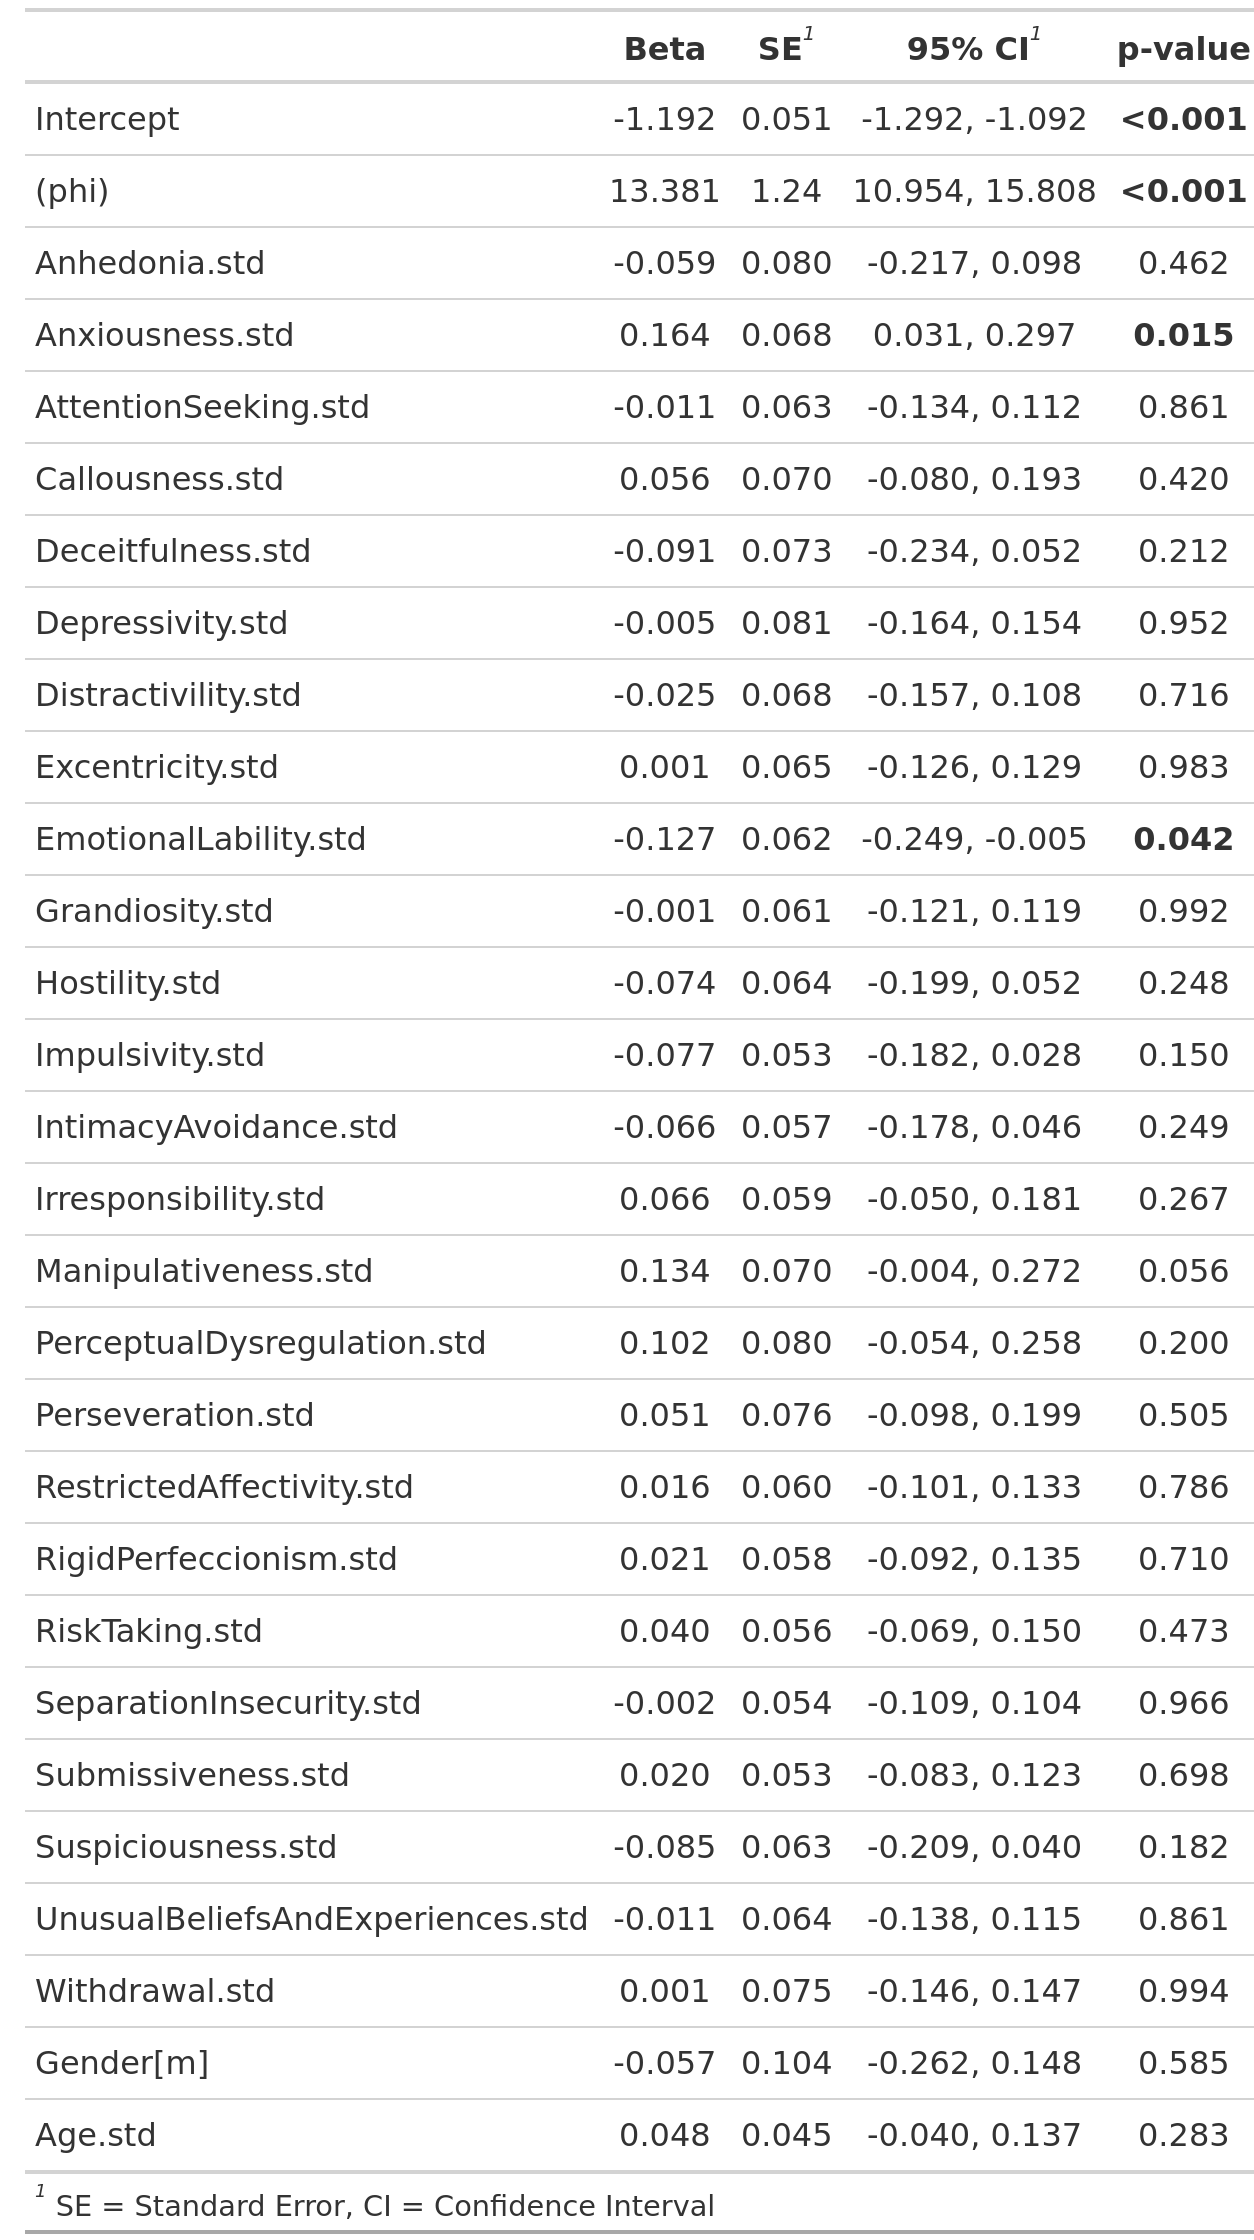 Beta SE1 95% CI1 p-value
Intercept -1.192 0.051 -1.292, -1.092 <0.001
(phi) 13.381 1.24 10.954, 15.808 <0.001
Anhedonia.std -0.059 0.080 -0.217, 0.098 0.462
Anxiousness.std 0.164 0.068 0.031, 0.297 0.015
AttentionSeeking.std -0.011 0.063 -0.134, 0.112 0.861
Callousness.std 0.056 0.070 -0.080, 0.193 0.420
Deceitfulness.std -0.091 0.073 -0.234, 0.052 0.212
Depressivity.std -0.005 0.081 -0.164, 0.154 0.952
Distractivility.std -0.025 0.068 -0.157, 0.108 0.716
Excentricity.std 0.001 0.065 -0.126, 0.129 0.983
EmotionalLability.std -0.127 0.062 -0.249, -0.005 0.042
Grandiosity.std -0.001 0.061 -0.121, 0.119 0.992
Hostility.std -0.074 0.064 -0.199, 0.052 0.248
Impulsivity.std -0.077 0.053 -0.182, 0.028 0.150
IntimacyAvoidance.std -0.066 0.057 -0.178, 0.046 0.249
Irresponsibility.std 0.066 0.059 -0.050, 0.181 0.267
Manipulativeness.std 0.134 0.070 -0.004, 0.272 0.056
PerceptualDysregulation.std 0.102 0.080 -0.054, 0.258 0.200
Perseveration.std 0.051 0.076 -0.098, 0.199 0.505
RestrictedAffectivity.std 0.016 0.060 -0.101, 0.133 0.786
RigidPerfeccionism.std 0.021 0.058 -0.092, 0.135 0.710
RiskTaking.std 0.040 0.056 -0.069, 0.150 0.473
SeparationInsecurity.std -0.002 0.054 -0.109, 0.104 0.966
Submissiveness.std 0.020 0.053 -0.083, 0.123 0.698
Suspiciousness.std -0.085 0.063 -0.209, 0.040 0.182
UnusualBeliefsAndExperiences.std -0.011 0.064 -0.138, 0.115 0.861
Withdrawal.std 0.001 0.075 -0.146, 0.147 0.994
Gender[m] -0.057 0.104 -0.262, 0.148 0.585
Age.std 0.048 0.045 -0.040, 0.137 0.283
1 SE = Standard Error, CI = Confidence Interval